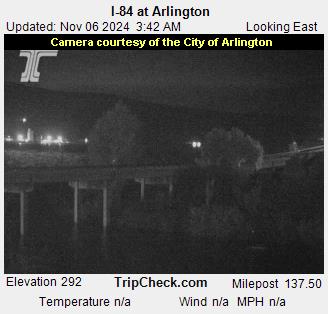 I-84 at Arlington
Updated: Nov 06 2024 3:42 AM Looking East
Camera courtesy of the City of Arlington
Elevation 292 TripCheck.com Milepost 137.50
Temperature n/a Wind n/a MPH n/a